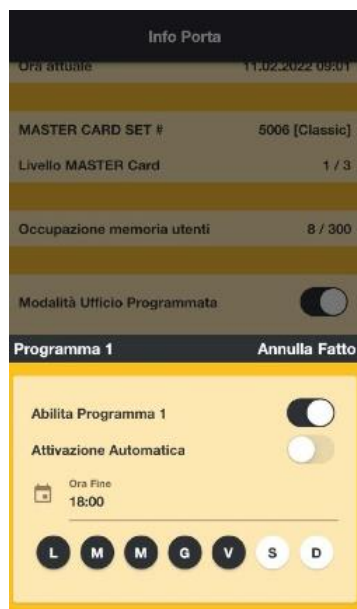 Info Porta
Ora attuale 11.02.2022 09:01
MASTER CARD SET # 5006 [Classic]
Livello MASTER Card 1 / 3
Occupazione memoria utenti 8 / 300
Modalità Ufficio Programmata
Programma 1 Annulla Fatto
Abilita Programma 1
Attivazione Automatica
Ora Fine
18:00
L M M G V S D